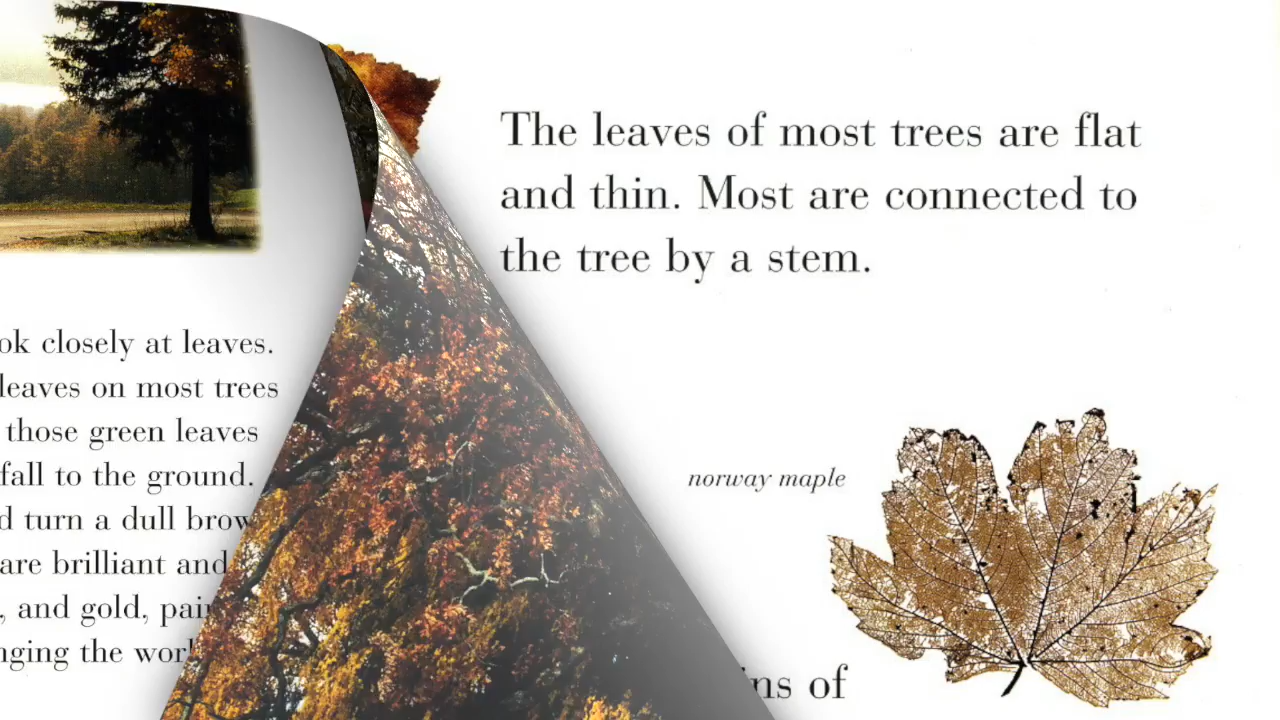 ok closely at leaves.
leaves on most trees
those green leaves
fall to the ground.
d turn a dull brow
are brilliant and
, and gold, pai
nging the worl
The leaves of most trees are flat
and thin. Most are connected to
the tree by a stem.
norway maple
ns of